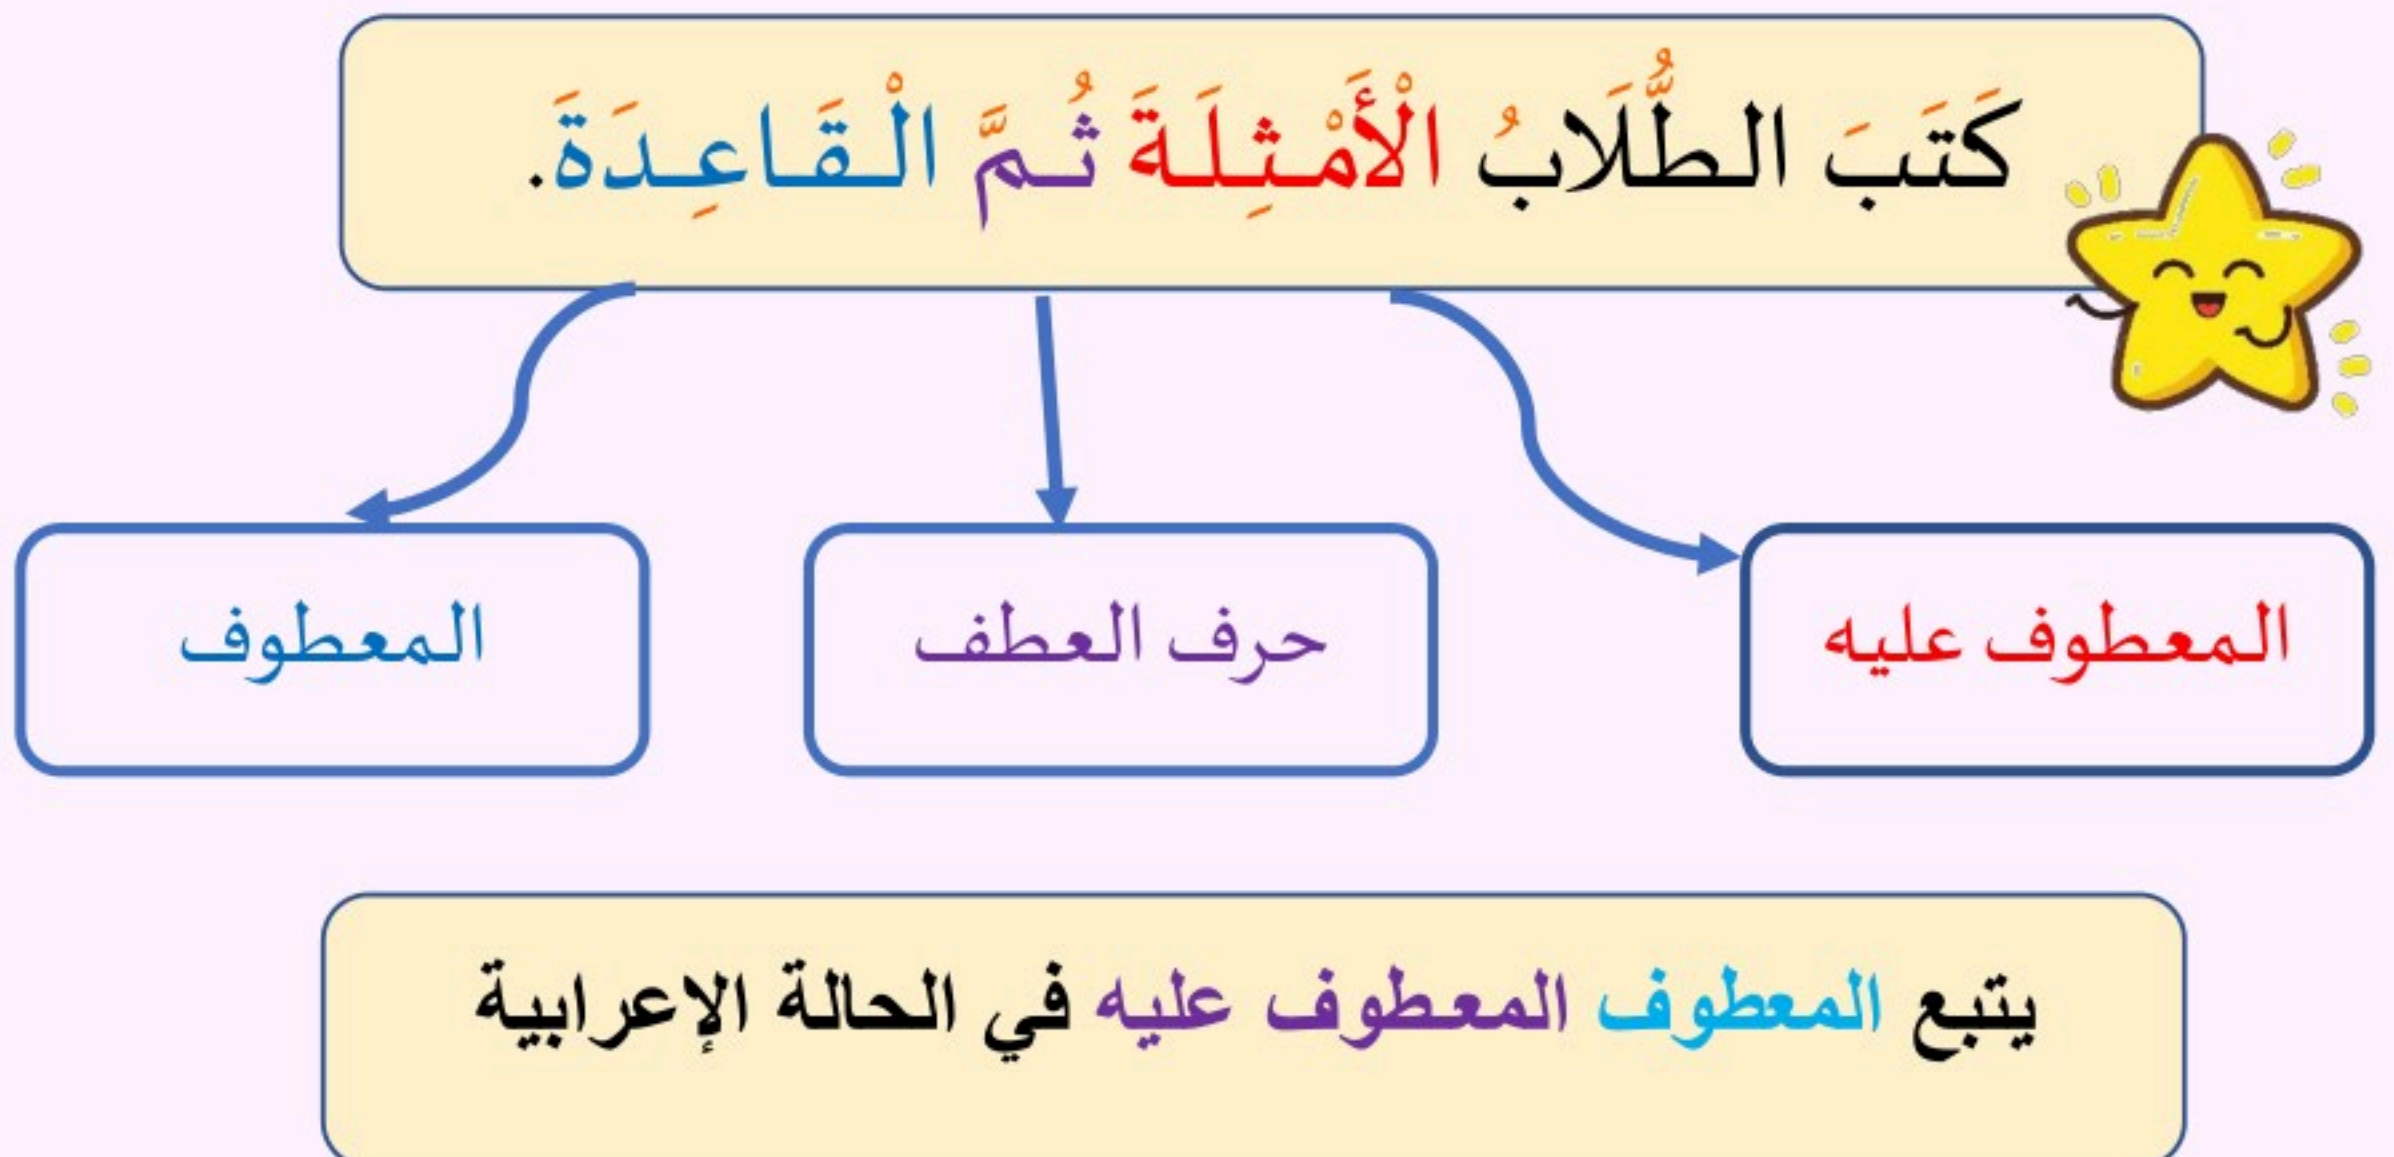 كَتَبَ الطُّلَابُ الْأَمْثِلَةَ ثُمَّ الْقَاعِدَةَ.
المعطوف عليه
حرف العطف
المعطوف
يتبع المعطوف المعطوف عليه في الحالة الإعرابية